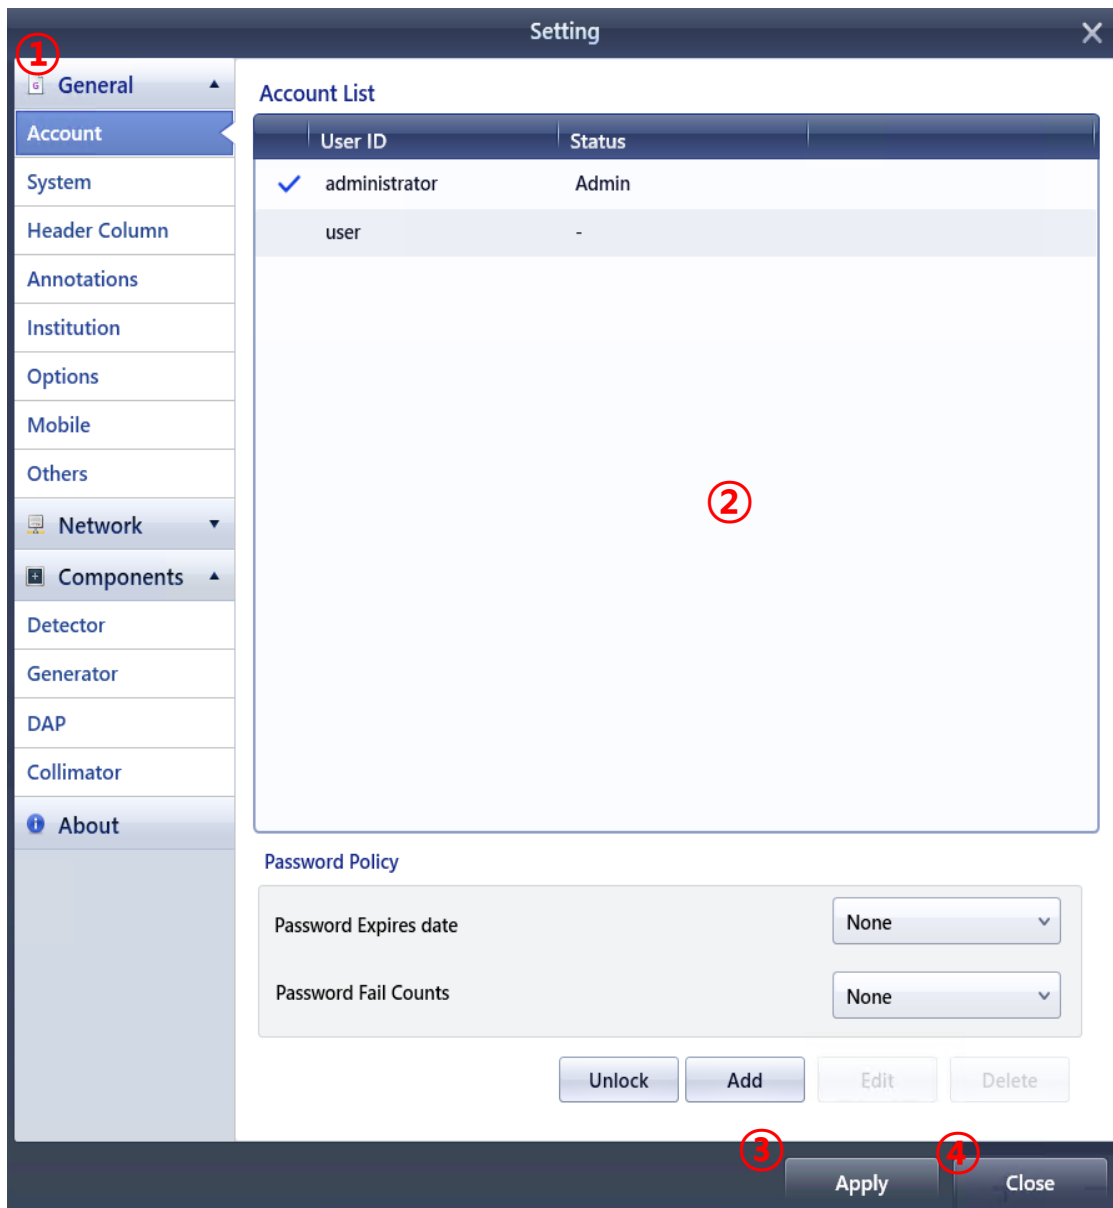 Setting
①
General
Account
System
Header Column
Annotations
Institution
Options
Mobile
Others
Network
Components
Detector
Generator
DAP
Collimator
About
Account List
User ID Status
administrator Admin
user -
②
Password Policy
Password Expires date None
Password Fail Counts None
Unlock Add Edit Delete
③ ④
Apply Close